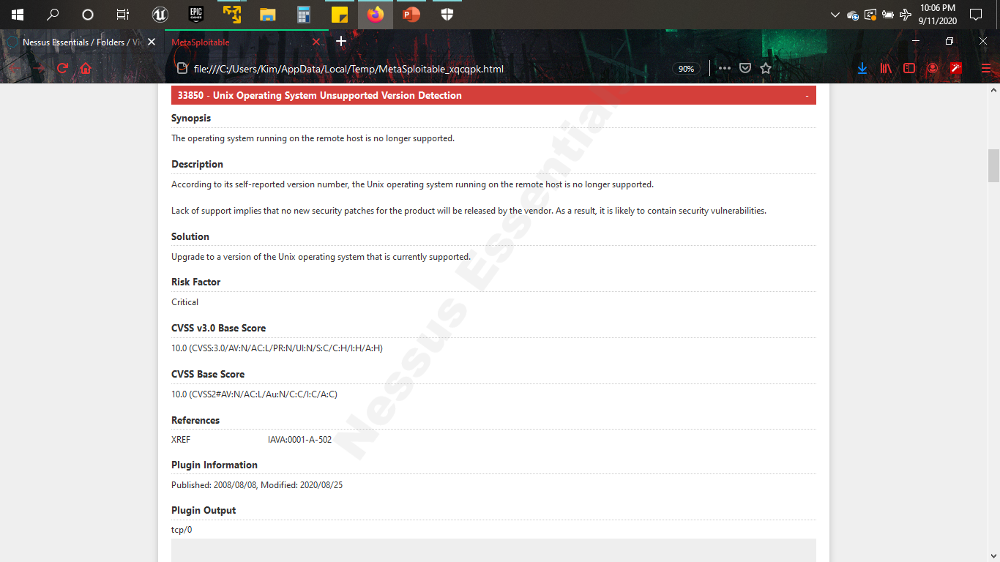 EPIC
GAMES
10:06 PM
9/11/2020
Nessus Essentials / Folders / Vi
MetaSploitable
file:///C:/Users/Kim/AppData/Local/Temp/MetaSploitable_xqcqpk.html
90%
33850 - Unix Operating System Unsupported Version Detection
-
Synopsis
The operating system running on the remote host is no longer supported.
Description
According to its self-reported version number, the Unix operating system running on the remote host is no longer supported.
Lack of support implies that no new security patches for the product will be released by the vendor. As a result, it is likely to contain security vulnerabilities.
Solution
Upgrade to a version of the Unix operating system that is currently supported.
Risk Factor
Critical
CVSS v3.0 Base Score
10.0 (CVSS:3.0/AV:N/AC:L/PR:N/UI:N/S:C/C:H/I:H/A:H)
CVSS Base Score
10.0 (CVSS2#AV:N/AC:L/Au:N/C:C/I:C/A:C)
References
XREF IAVA:0001-A-502
Plugin Information
Published: 2008/08/08, Modified: 2020/08/25
Plugin Output
tcp/0
Nessus Essentials